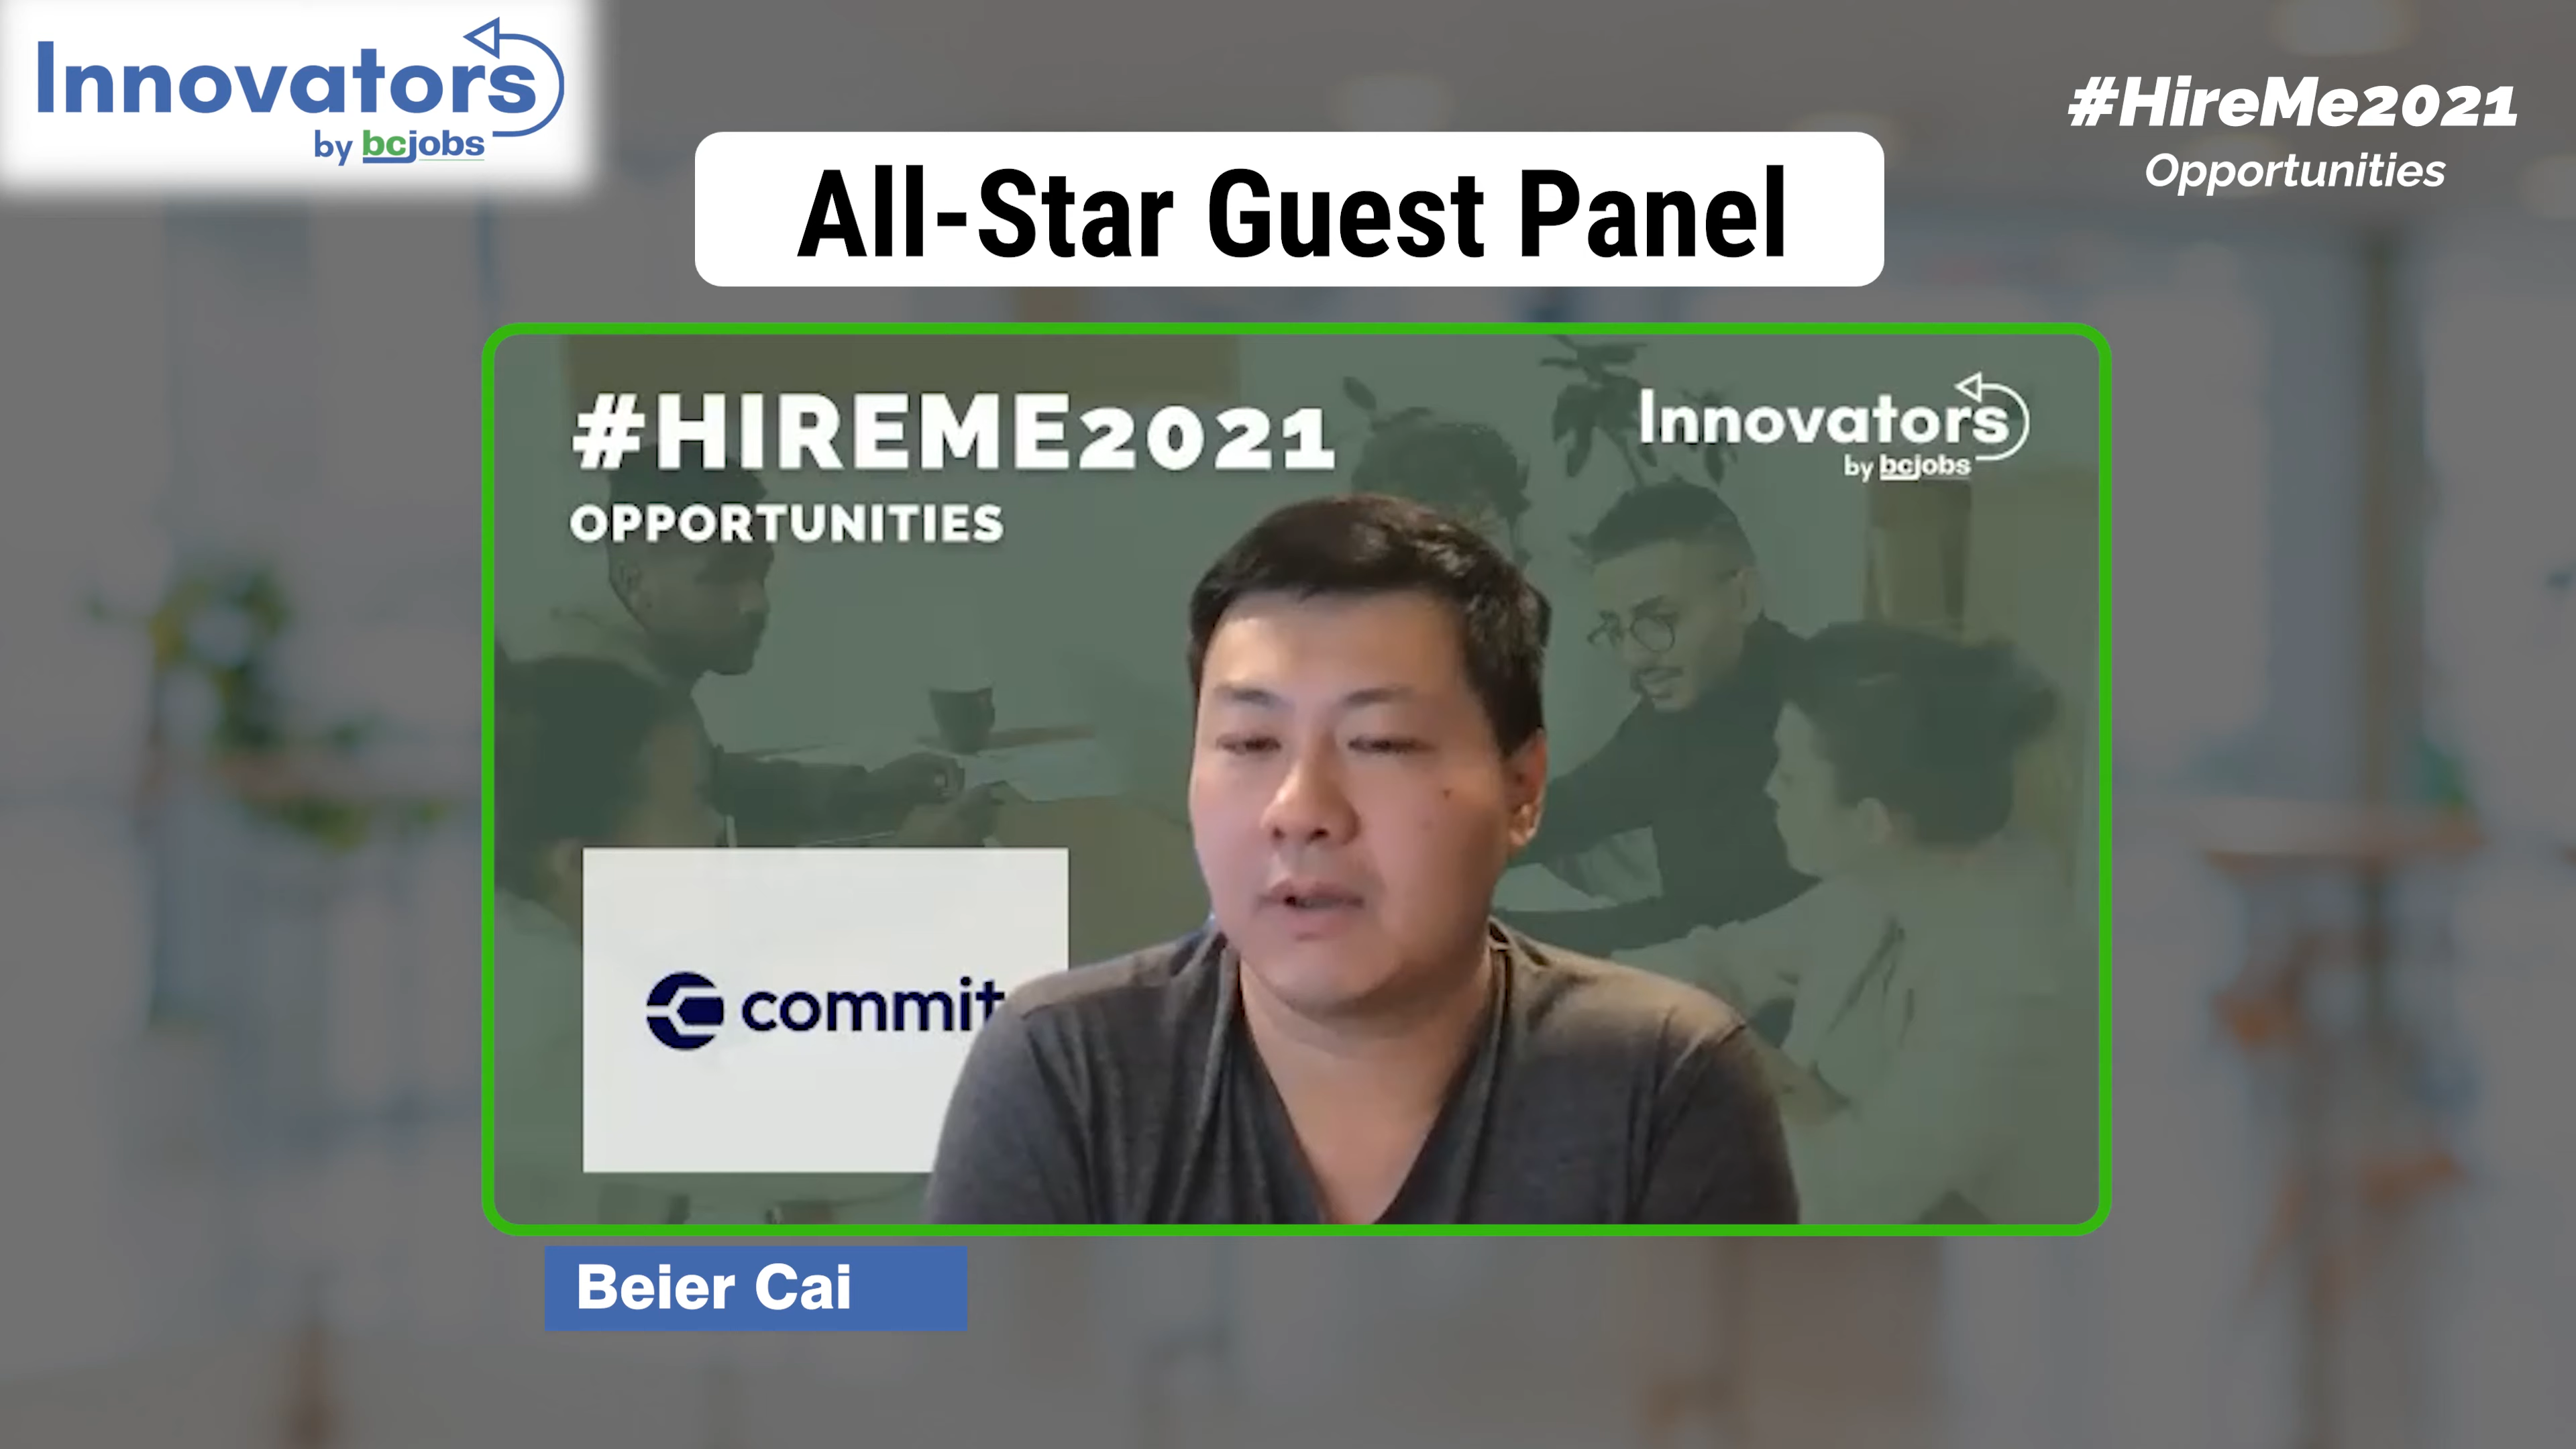 Innovators
by bcjobs
#HireMe2021
Opportunities
All-Star Guest Panel
#HIREME2021
OPPORTUNITIES
Innovators
by bcjobs
commit
Beier Cai